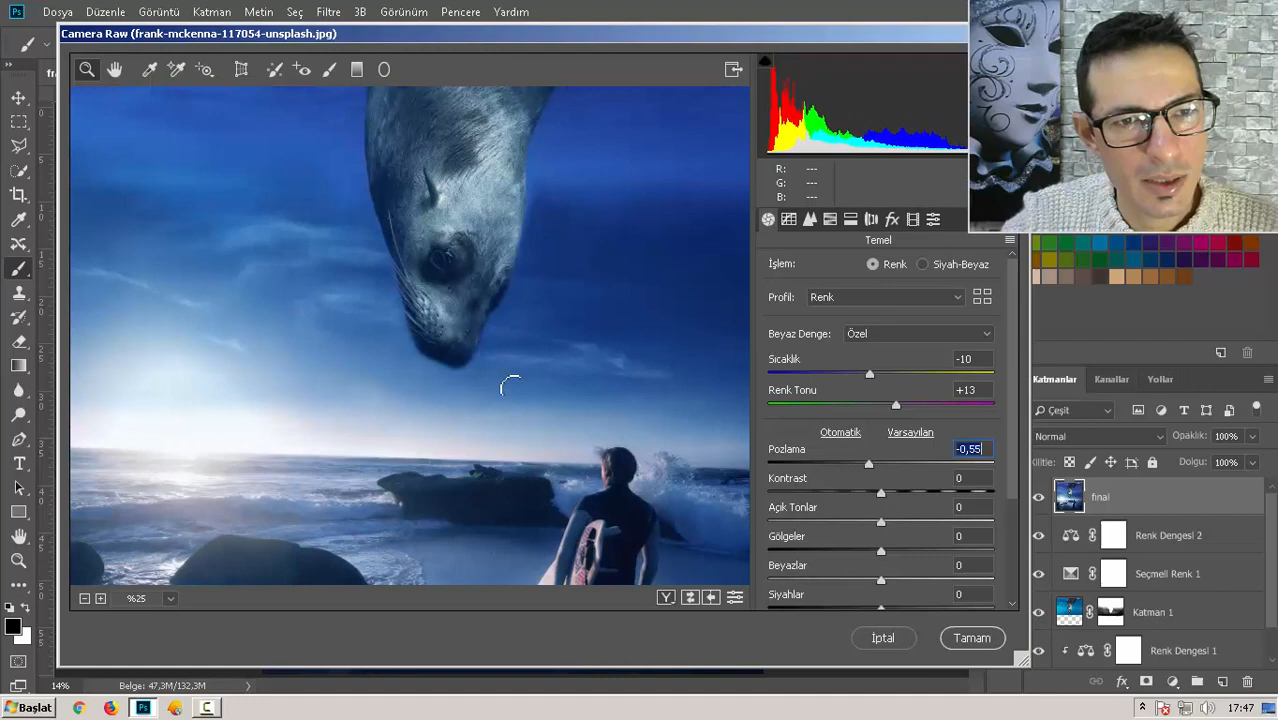 Ps Dosya Düzenle Görüntü Katman Metin Seç Filtre 3B Görünüm Pencere Yardım
Camera Raw (frank-mckenna-117054-unsplash.jpg)
R: ---
G: ---
B: ---
Temel
İşlem: Renk Siyah-Beyaz
Profil: Renk
Beyaz Denge: Özel
Sıcaklık -10
Renk Tonu +13
Otomatik Varsayılan
Pozlama -0,55
Kontrast 0
Açık Tonlar 0
Gölgeler 0
Beyazlar 0
Siyahlar 0
%25
İptal Tamam
Katmanlar Kanallar Yollar
Çeşit
Normal Opaklık: 100%
Kilitle: Dolgu: 100%
final
Renk Dengesi 2
Seçmeli Renk 1
Katman 1
Renk Dengesi 1
14% Belge: 47,3M/132,3M
Başlat Ps C 17:47